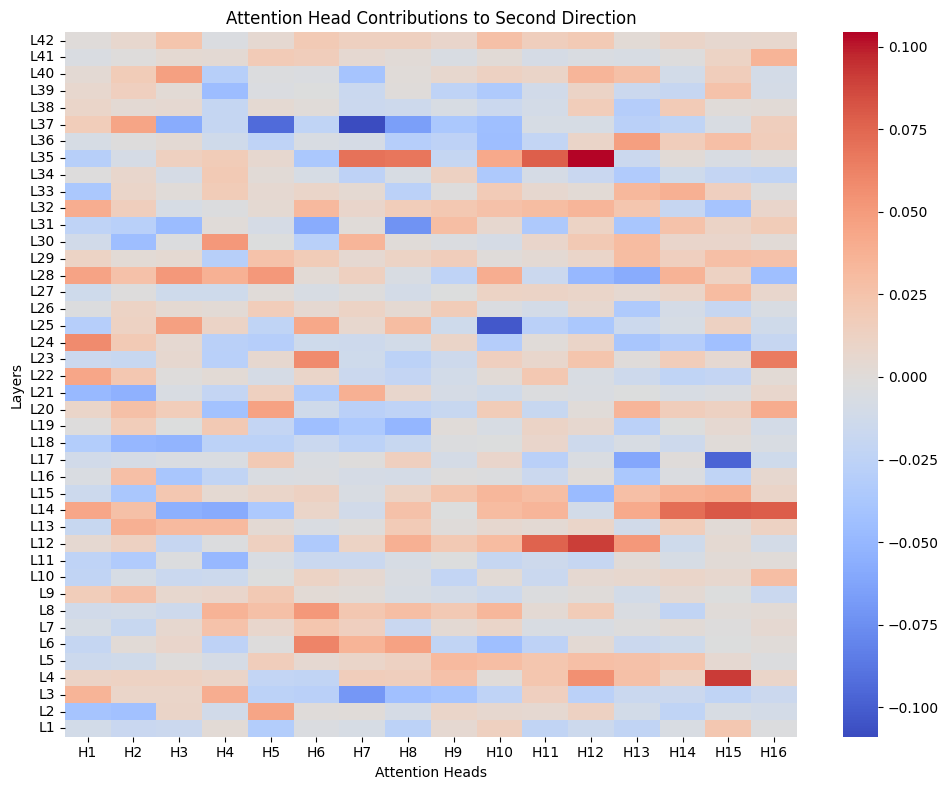 Attention Head Contributions to Second Direction
Layers
L42
L41
L40
L39
L38
L37
L36
L35
L34
L33
L32
L31
L30
L29
L28
L27
L26
L25
L24
L23
L22
L21
L20
L19
L18
L17
L16
L15
L14
L13
L12
L11
L10
L9
L8
L7
L6
L5
L4
L3
L2
L1
H1 H2 H3 H4 H5 H6 H7 H8 H9 H10 H11 H12 H13 H14 H15 H16
Attention Heads
0.100
0.075
0.050
0.025
0.000
−0.025
−0.050
−0.075
−0.100